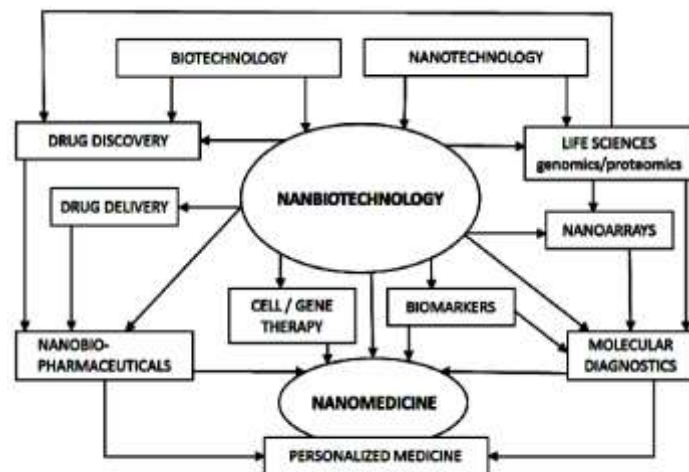 BIOTECHNOLOGY
NANOTECHNOLOGY
DRUG DISCOVERY
LIFE SCIENCES
genomics/proteomics
NANBIOTECHNOLOGY
DRUG DELIVERY
NANOARRAYS
CELL / GENE
THERAPY
BIOMARKERS
NANOBIO-
PHARMACEUTICALS
MOLECULAR
DIAGNOSTICS
NANOMEDICINE
PERSONALIZED MEDICINE